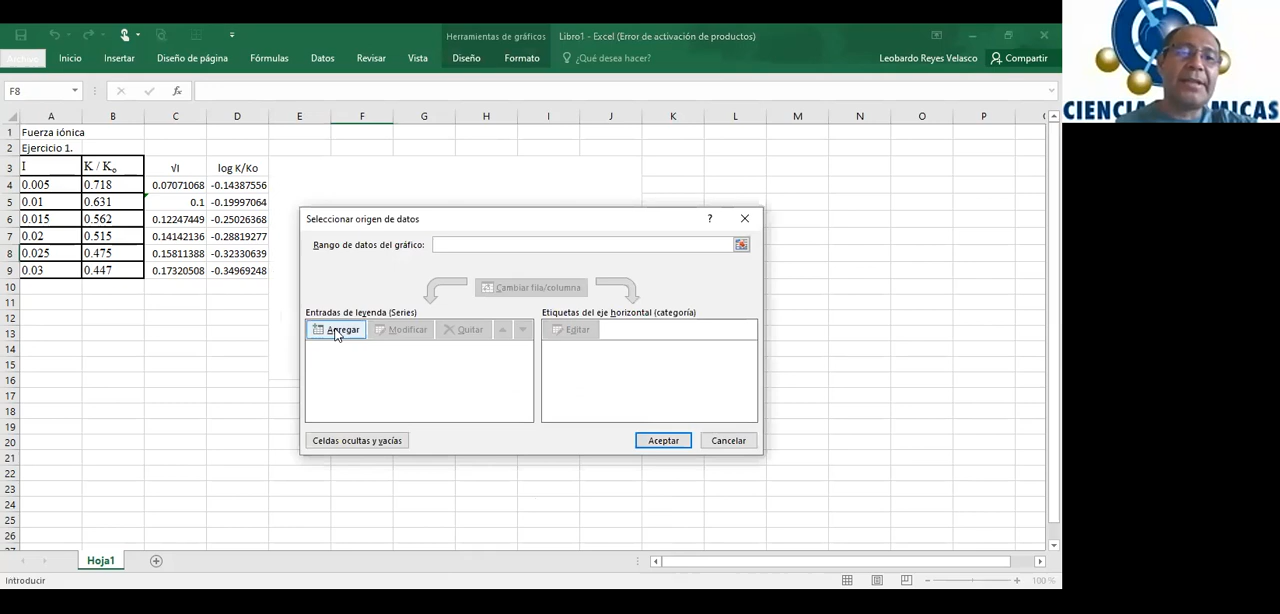 Herramientas de gráficos
Libro1 - Excel (Error de activación de productos)
Archivo
Inicio
Insertar
Diseño de página
Fórmulas
Datos
Revisar
Vista
Diseño
Formato
¿Qué desea hacer?
Leobardo Reyes Velasco
Compartir
F8
fx
A B C D E F G H I J K L M N O P
1 Fuerza iónica
2 Ejercicio 1.
3 I K / Ko √I log K/Ko
4 0.005 0.718 0.07071068 -0.14387556
5 0.01 0.631 0.1 -0.19997064
6 0.015 0.562 0.12247449 -0.25026368
7 0.02 0.515 0.14142136 -0.28819277
8 0.025 0.475 0.15811388 -0.32330639
9 0.03 0.447 0.17320508 -0.34969248
10
11
12
13
14
15
16
17
18
19
20
21
22
23
24
25
26
27
Seleccionar origen de datos
Rango de datos del gráfico:
Cambiar fila/columna
Entradas de leyenda (Series)
Etiquetas del eje horizontal (categoría)
Agregar
Modificar
Quitar
Editar
Celdas ocultas y vacías
Aceptar
Cancelar
Hoja1
Introducir
100 %